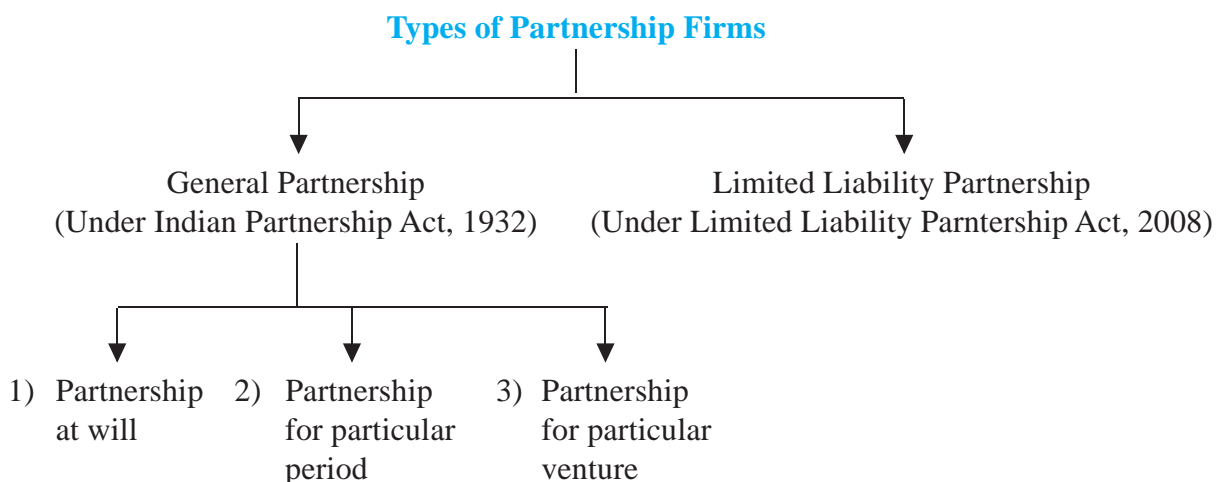 Types of Partnership Firms
General Partnership
(Under Indian Partnership Act, 1932)
Limited Liability Partnership
(Under Limited Liability Parntership Act, 2008)
1) Partnership
at will
2) Partnership
for particular
period
3) Partnership
for particular
venture